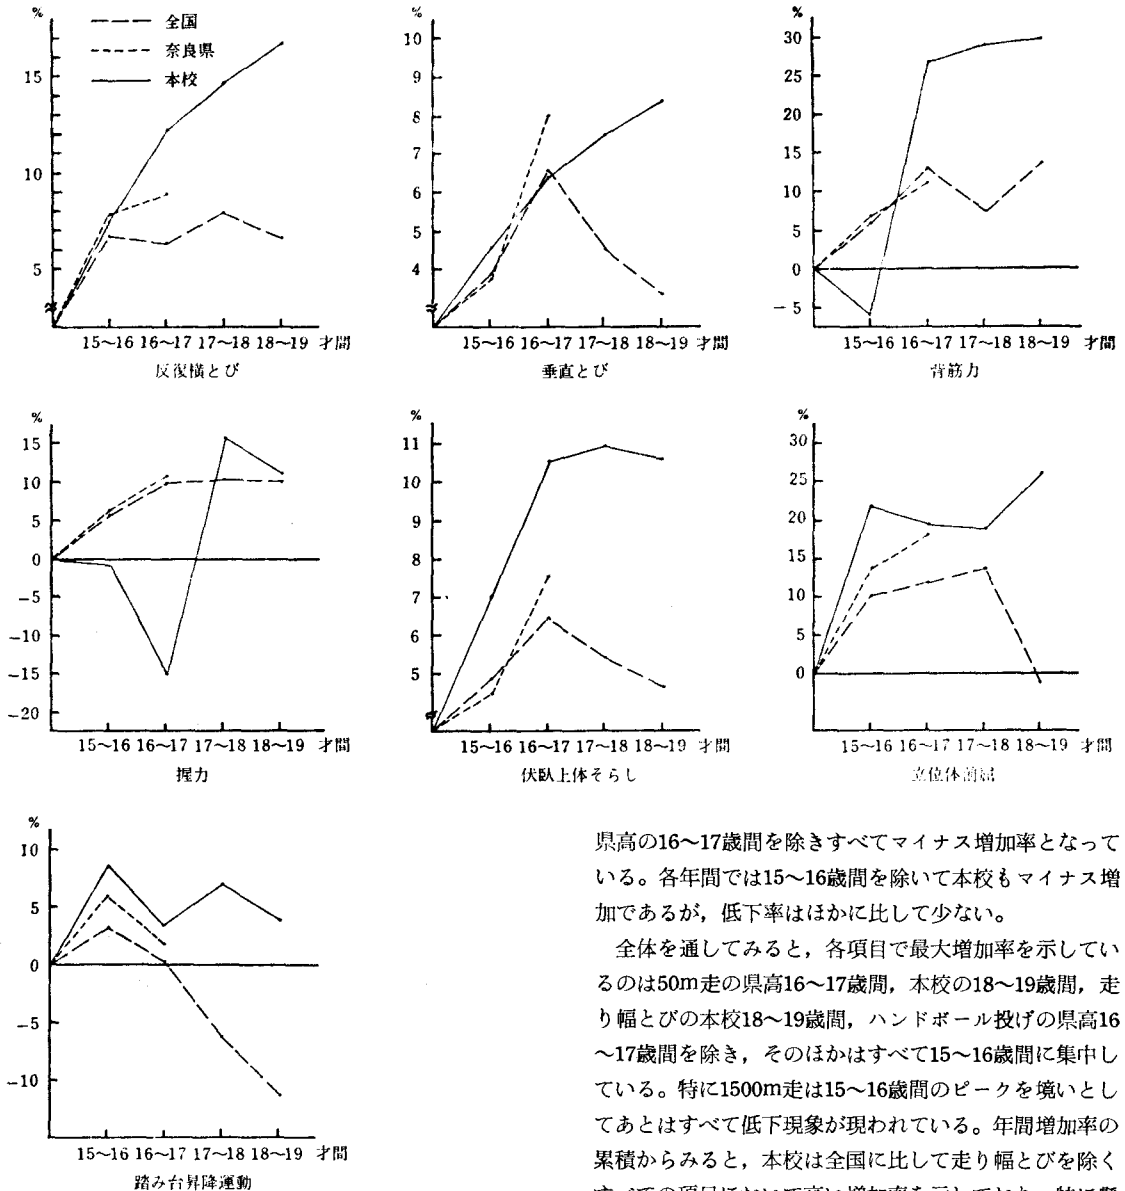 %
全国
奈良県
本校
15
10
5
15～16 16～17 17～18 18～19 才間
反復横とび
%
10
9
8
7
6
5
4
15～16 16～17 17～18 18～19 才間
垂直とび
%
30
25
20
15
10
5
0
－5
15～16 16～17 17～18 18～19 才間
背筋力
%
15
10
5
0
－5
－10
－15
－20
15～16 16～17 17～18 18～19 才間
握力
%
11
10
9
8
7
6
5
15～16 16～17 17～18 18～19 才間
伏臥上体そらし
%
30
25
20
15
10
5
0
15～16 16～17 17～18 18～19 才間
立位体前屈
%
10
5
0
－5
－10
15～16 16～17 17～18 18～19 才間
踏み台昇降運動
県高の16～17歳間を除きすべてマイナス増加率となって
いる。各年間では15～16歳間を除いて本校もマイナス増
加であるが，低下率はほかに比して少ない。
全体を通してみると，各項目で最大増加率を示してい
るのは50m走の県高16～17歳間，本校の18～19歳間，走
り幅とびの本校18～19歳間，ハンドボール投げの県高16
～17歳間を除き，そのほかはすべて15～16歳間に集中し
ている。特に1500m走は15～16歳間のピークを境いとし
てあとはすべて低下現象が現われている。年間増加率の
累積からみると，本校は全国に比して走り幅とびを除く